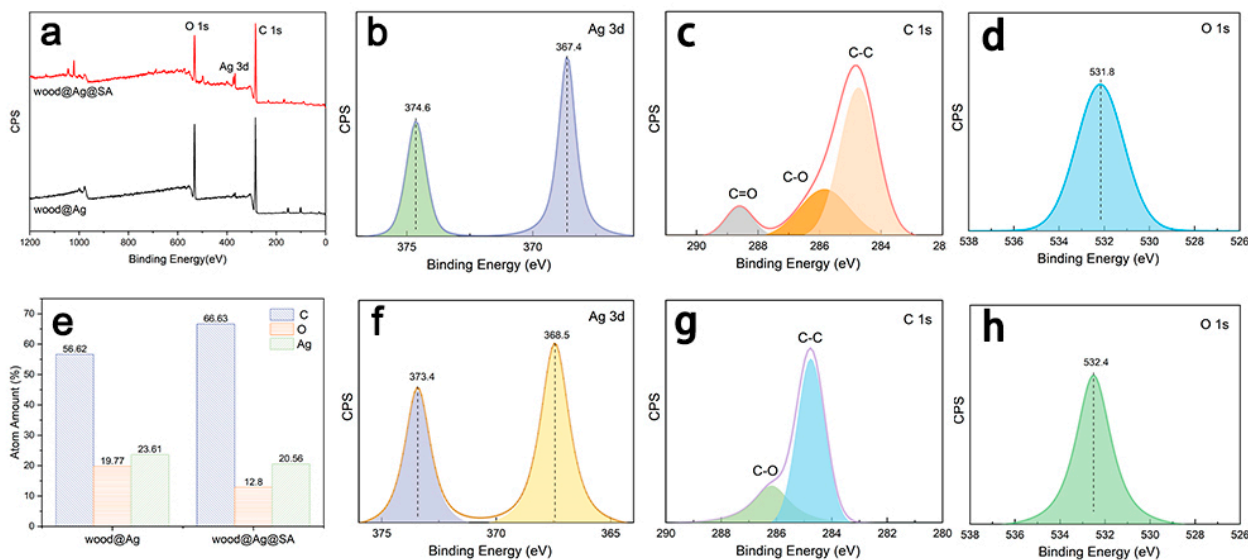 a
O 1s
C 1s
Ag 3d
wood@Ag@SA
wood@Ag
CPS
1200 1000 800 600 400 200 0
Binding Energy(eV)
b
Ag 3d
367.4
374.6
CPS
375 370
Binding Energy (eV)
c
C 1s
C-C
C-O
C=O
CPS
290 288 286 284 28
Binding Energy (eV)
d
O 1s
531.8
CPS
538 536 534 532 530 528 526
Binding Energy (eV)
e
C
O
Ag
70
60
50
40
30
20
10
0
Atom Amount (%)
56.62
19.77
23.61
66.63
12.8
20.56
wood@Ag wood@Ag@SA
f
Ag 3d
368.5
373.4
CPS
375 370 365
Binding Energy (eV)
g
C 1s
C-C
C-O
CPS
290 288 286 284 282 280
Binding Energy (eV)
h
O 1s
532.4
CPS
538 536 534 532 530 528 526
Binding Energy (eV)